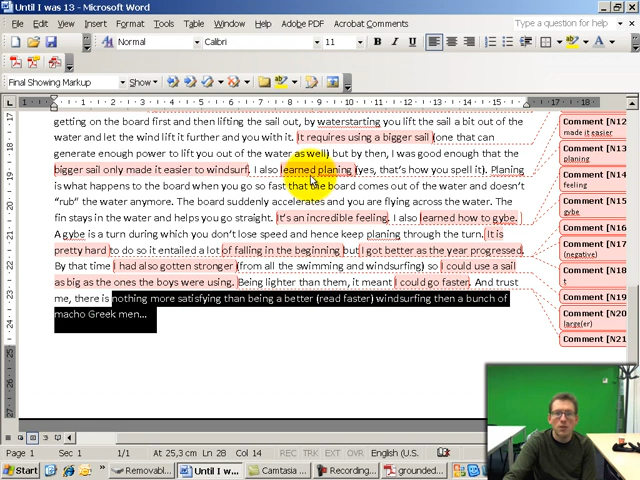 Until I was 13 - Microsoft Word
File Edit View Insert Format Tools Table Window Help Adobe PDF Acrobat Comments
Type a question for help
Normal Calibri 11
Final Showing Markup Show
getting on the board first and then lifting the sail out, by waterstarting you lift the sail a bit out of the
water and let the wind lift it further and you with it. It requires using a bigger sail (one that can
generate enough power to lift you out of the water as well) but by then, I was good enough that the
bigger sail only made it easier to windsurf. I also learned planing (yes, that's how you spell it). Planing
is what happens to the board when you go so fast that the board comes out of the water and doesn't
"rub" the water anymore. The board suddenly accelerates and you are flying across the water. The
fin stays in the water and helps you go straight. It's an incredible feeling. I also learned how to gybe.
A gybe is a turn during which you don't lose speed and hence keep planing through the turn. It is
pretty hard to do so it entailed a lot of falling in the beginning but I got better as the year progressed.
By that time I had also gotten stronger (from all the swimming and windsurfing) so I could use a sail
as big as the ones the boys were using. Being lighter than them, it meant I could go faster. And trust
me, there is nothing more satisfying than being a better (read faster) windsurfing then a bunch of
macho Greek men...
Comment [N12
made it easier
Comment [N13
planing
Comment [N14
feeling
Comment [N15
gybe
Comment [N16
Comment [N17
(negative)
Comment [N18
t
Comment [N19
Comment [N20
large(er)
Comment [N21
Page 1 Sec 1 1/1 At 25,3 cm Ln 28 Col 14 REC TRK EXT OVR English (U.S.
Start Removabl... Until I wa... Camtasia Recording... grounded...